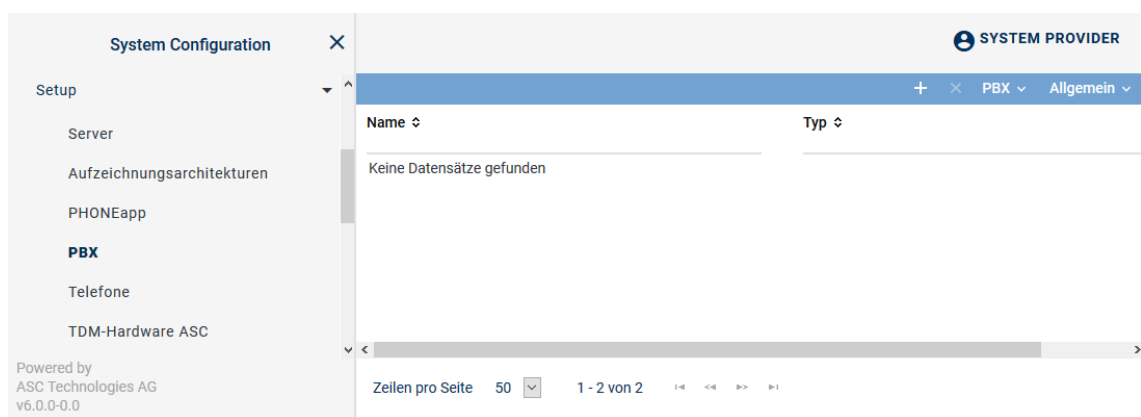 System Configuration
SYSTEM PROVIDER
Setup
PBX
Allgemein
Server
Aufzeichnungsarchitekturen
PHONEapp
PBX
Telefone
TDM-Hardware ASC
Powered by
ASC Technologies AG
v6.0.0-0.0
Name
Typ
Keine Datensätze gefunden
Zeilen pro Seite 50 1 - 2 von 2